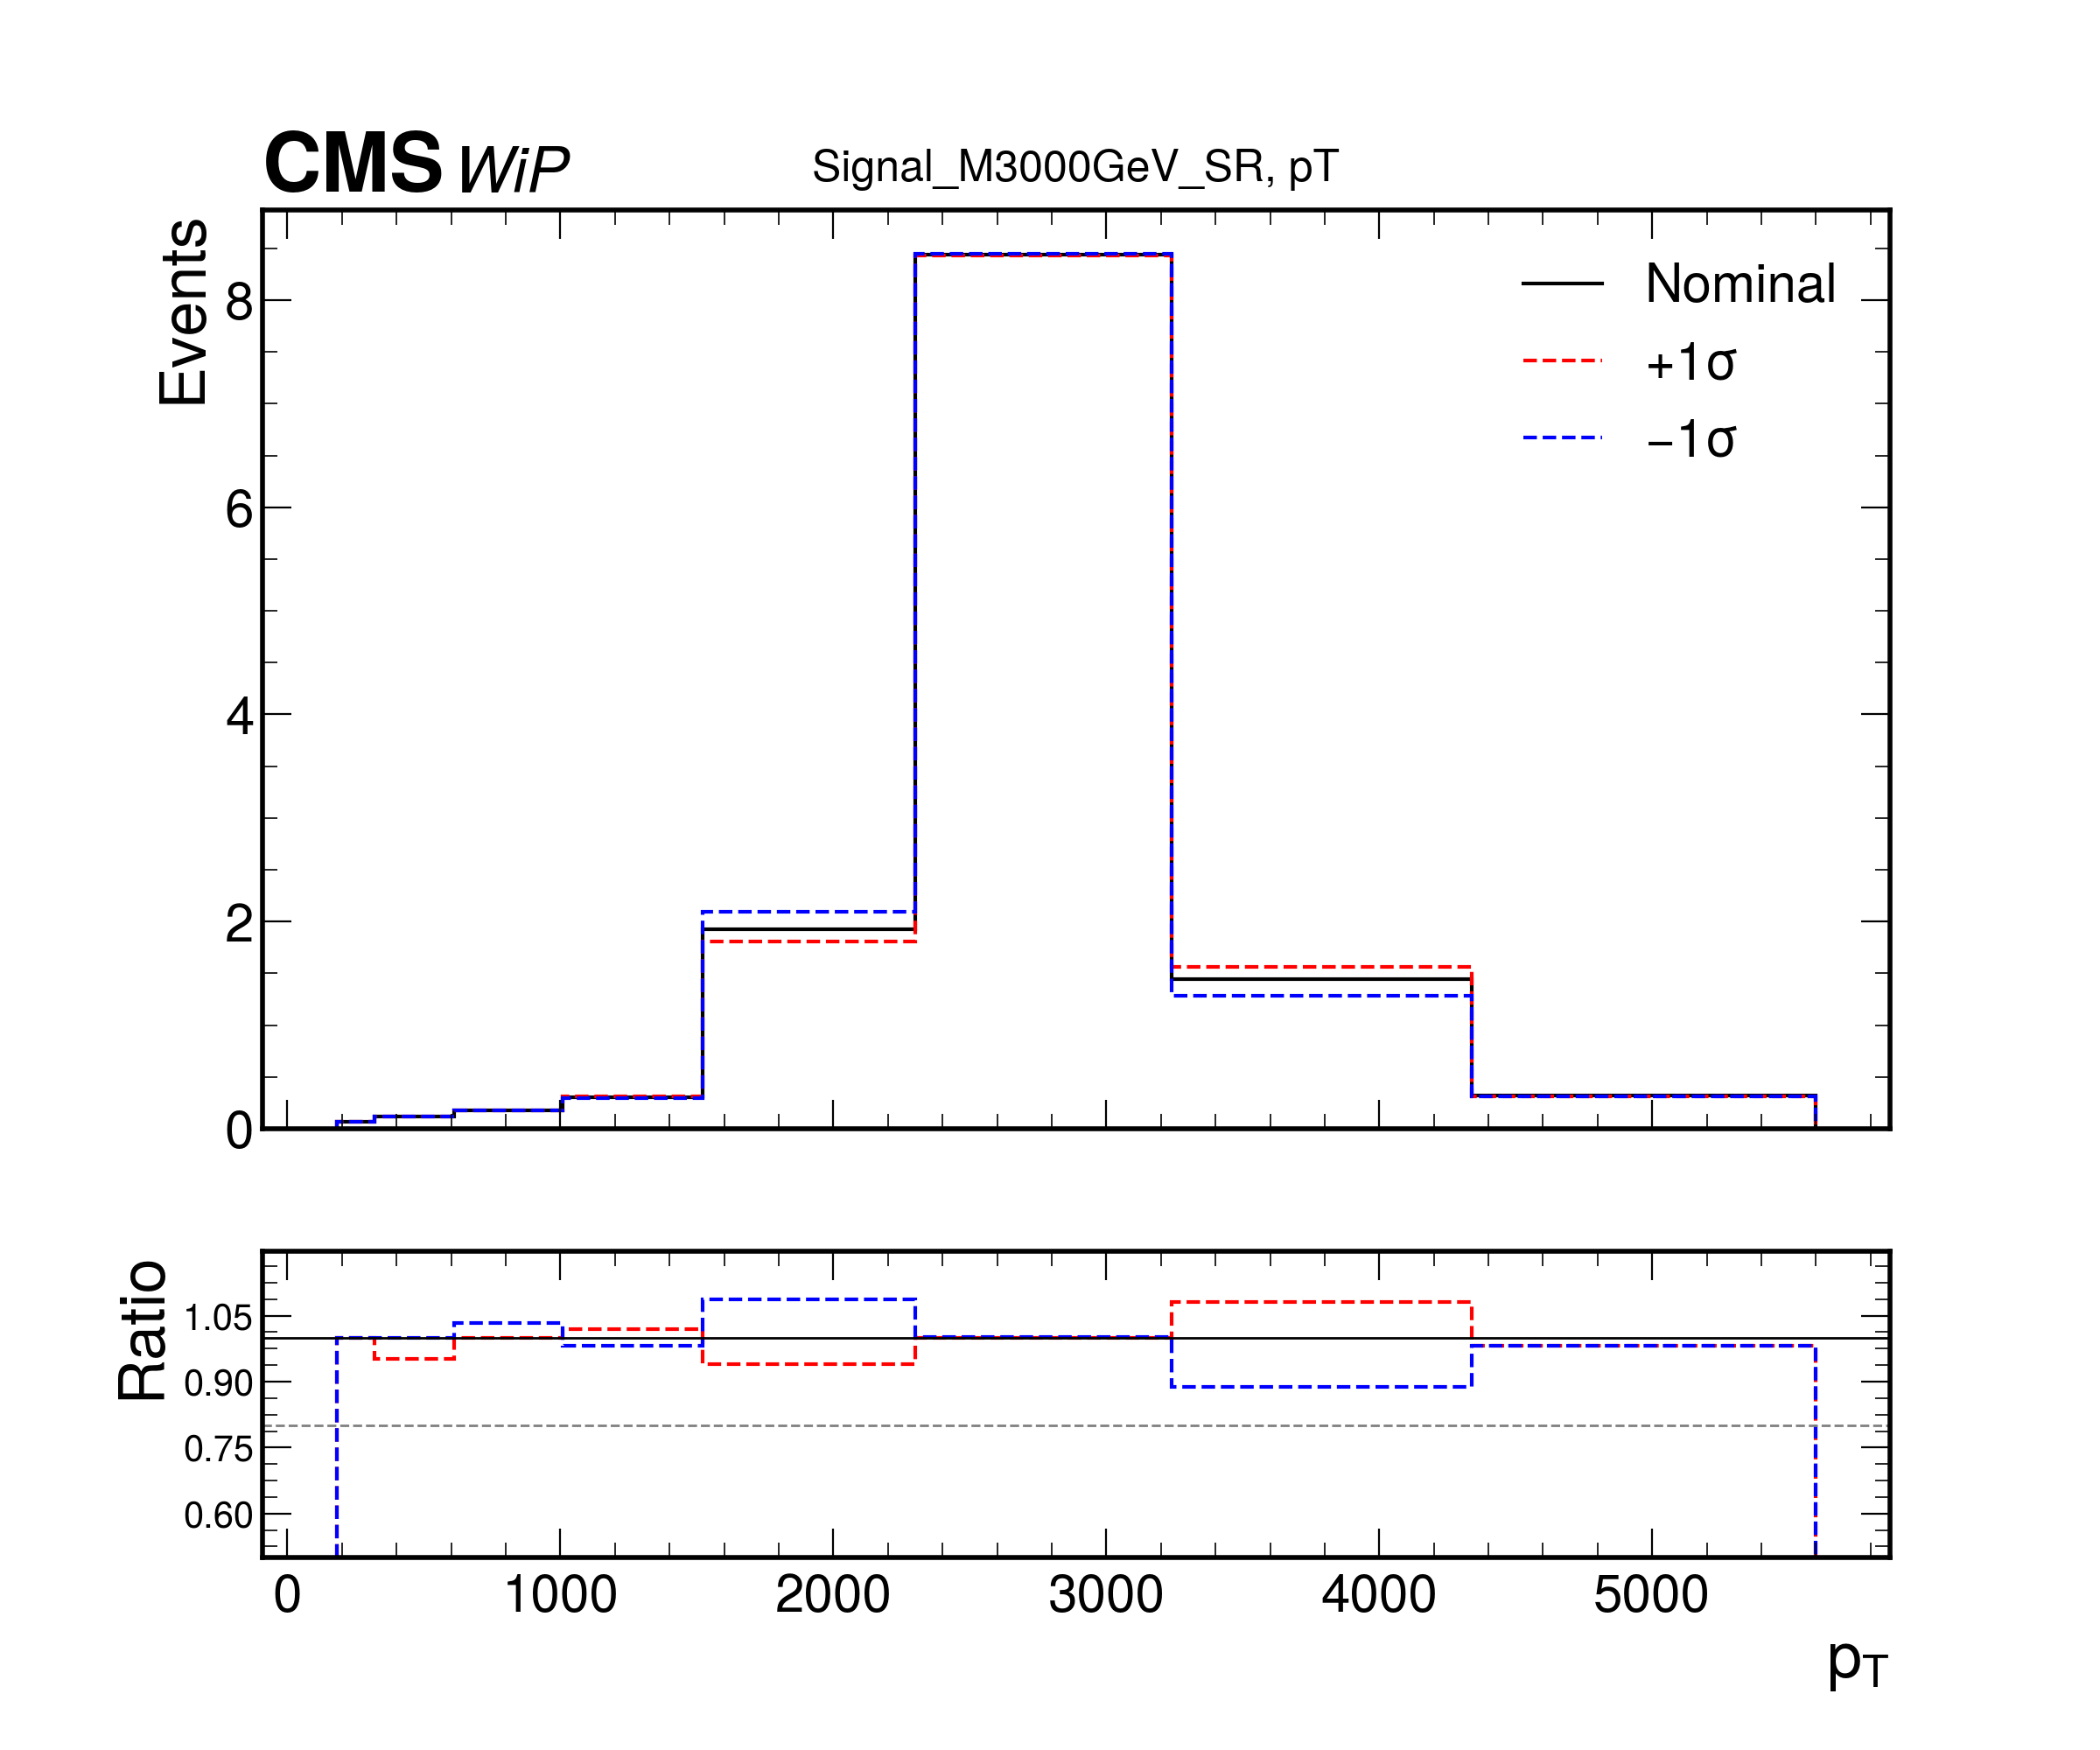 CMS WiP
Signal_M3000GeV_SR, pT
Events
8
6
4
2
0
Nominal
+1σ
−1σ
Ratio
1.05
0.90
0.75
0.60
0 1000 2000 3000 4000 5000
pT